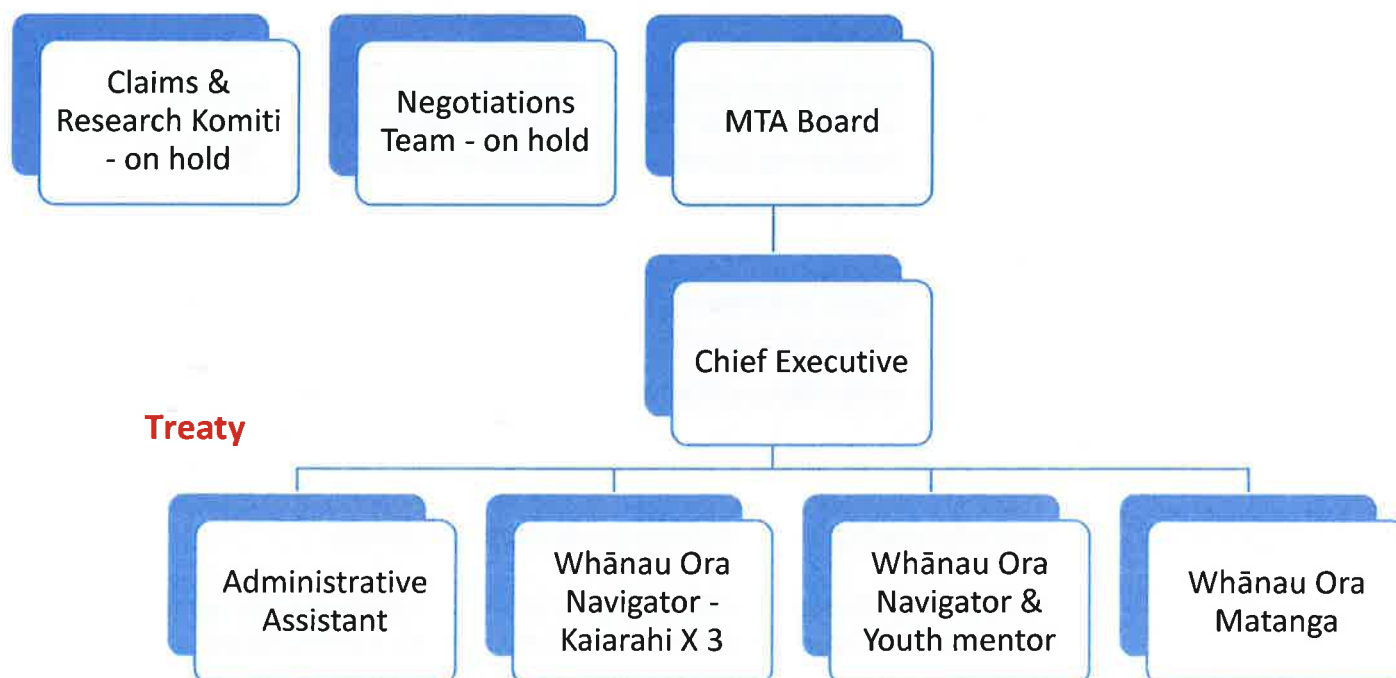 Claims &
Research Komiti
- on hold
Negotiations
Team - on hold
MTA Board
Chief Executive
Treaty
Administrative
Assistant
Whānau Ora
Navigator -
Kaiarahi X 3
Whānau Ora
Navigator &
Youth mentor
Whānau Ora
Matanga